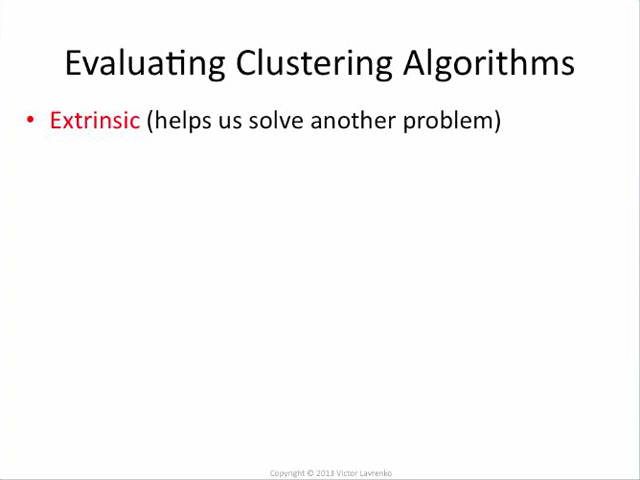 Evaluating Clustering Algorithms
• Extrinsic (helps us solve another problem)
Copyright © 2013 Victor Lavrenko